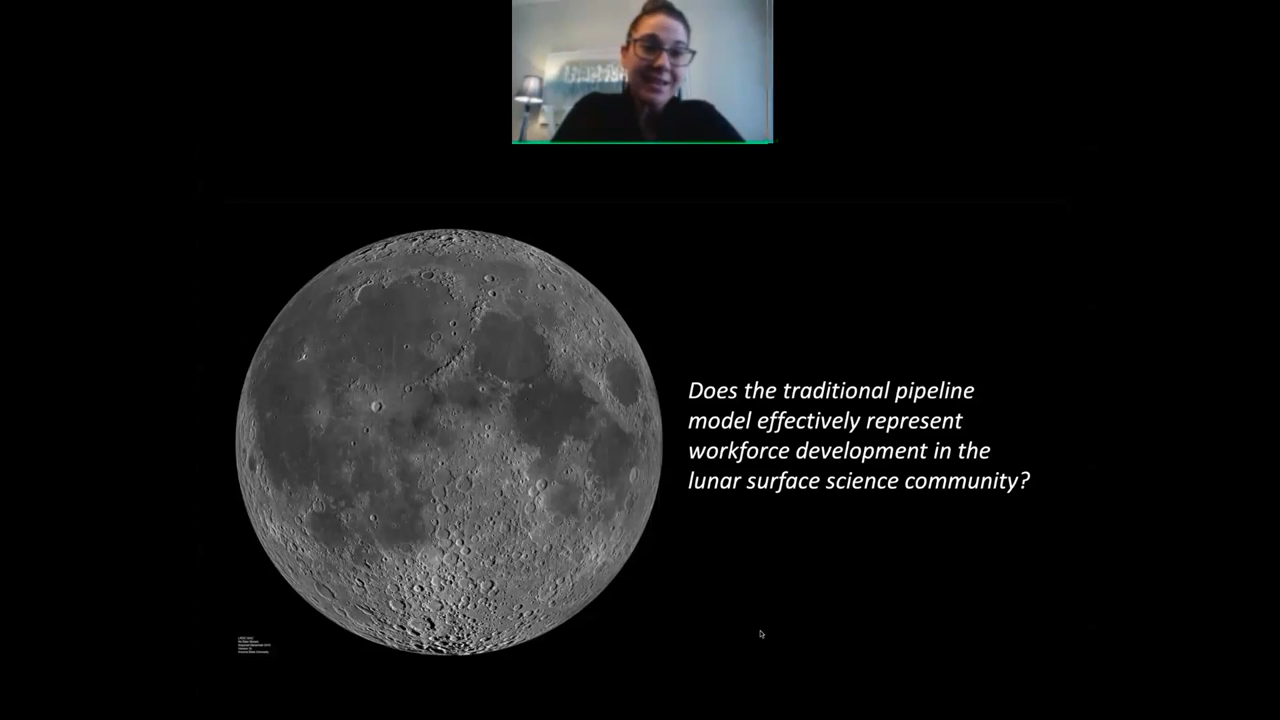 Does the traditional pipeline
model effectively represent
workforce development in the
lunar surface science community?